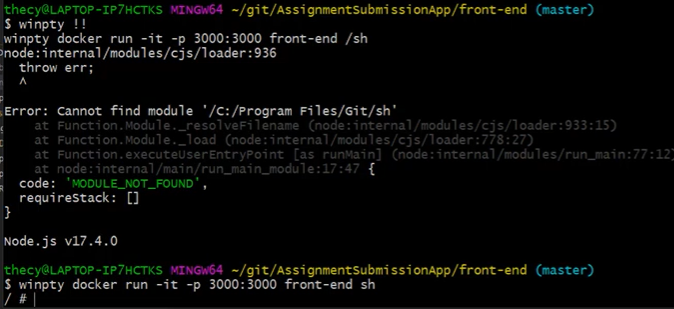 thecy@LAPTOP-IP7HCTKS MINGW64 ~/git/AssignmentSubmissionApp/front-end (master)
$ winpty !!
winpty docker run -it -p 3000:3000 front-end /sh
node:internal/modules/cjs/loader:936
  throw err;
  ^

Error: Cannot find module '/C:/Program Files/Git/sh'
    at Function.Module._resolveFilename (node:internal/modules/cjs/loader:933:15)
    at Function.Module._load (node:internal/modules/cjs/loader:778:27)
    at Function.executeUserEntryPoint [as runMain] (node:internal/modules/run_main:77:12)
    at node:internal/main/run_main_module:17:47 {
  code: 'MODULE_NOT_FOUND',
  requireStack: []
}

Node.js v17.4.0

thecy@LAPTOP-IP7HCTKS MINGW64 ~/git/AssignmentSubmissionApp/front-end (master)
$ winpty docker run -it -p 3000:3000 front-end sh
/ #